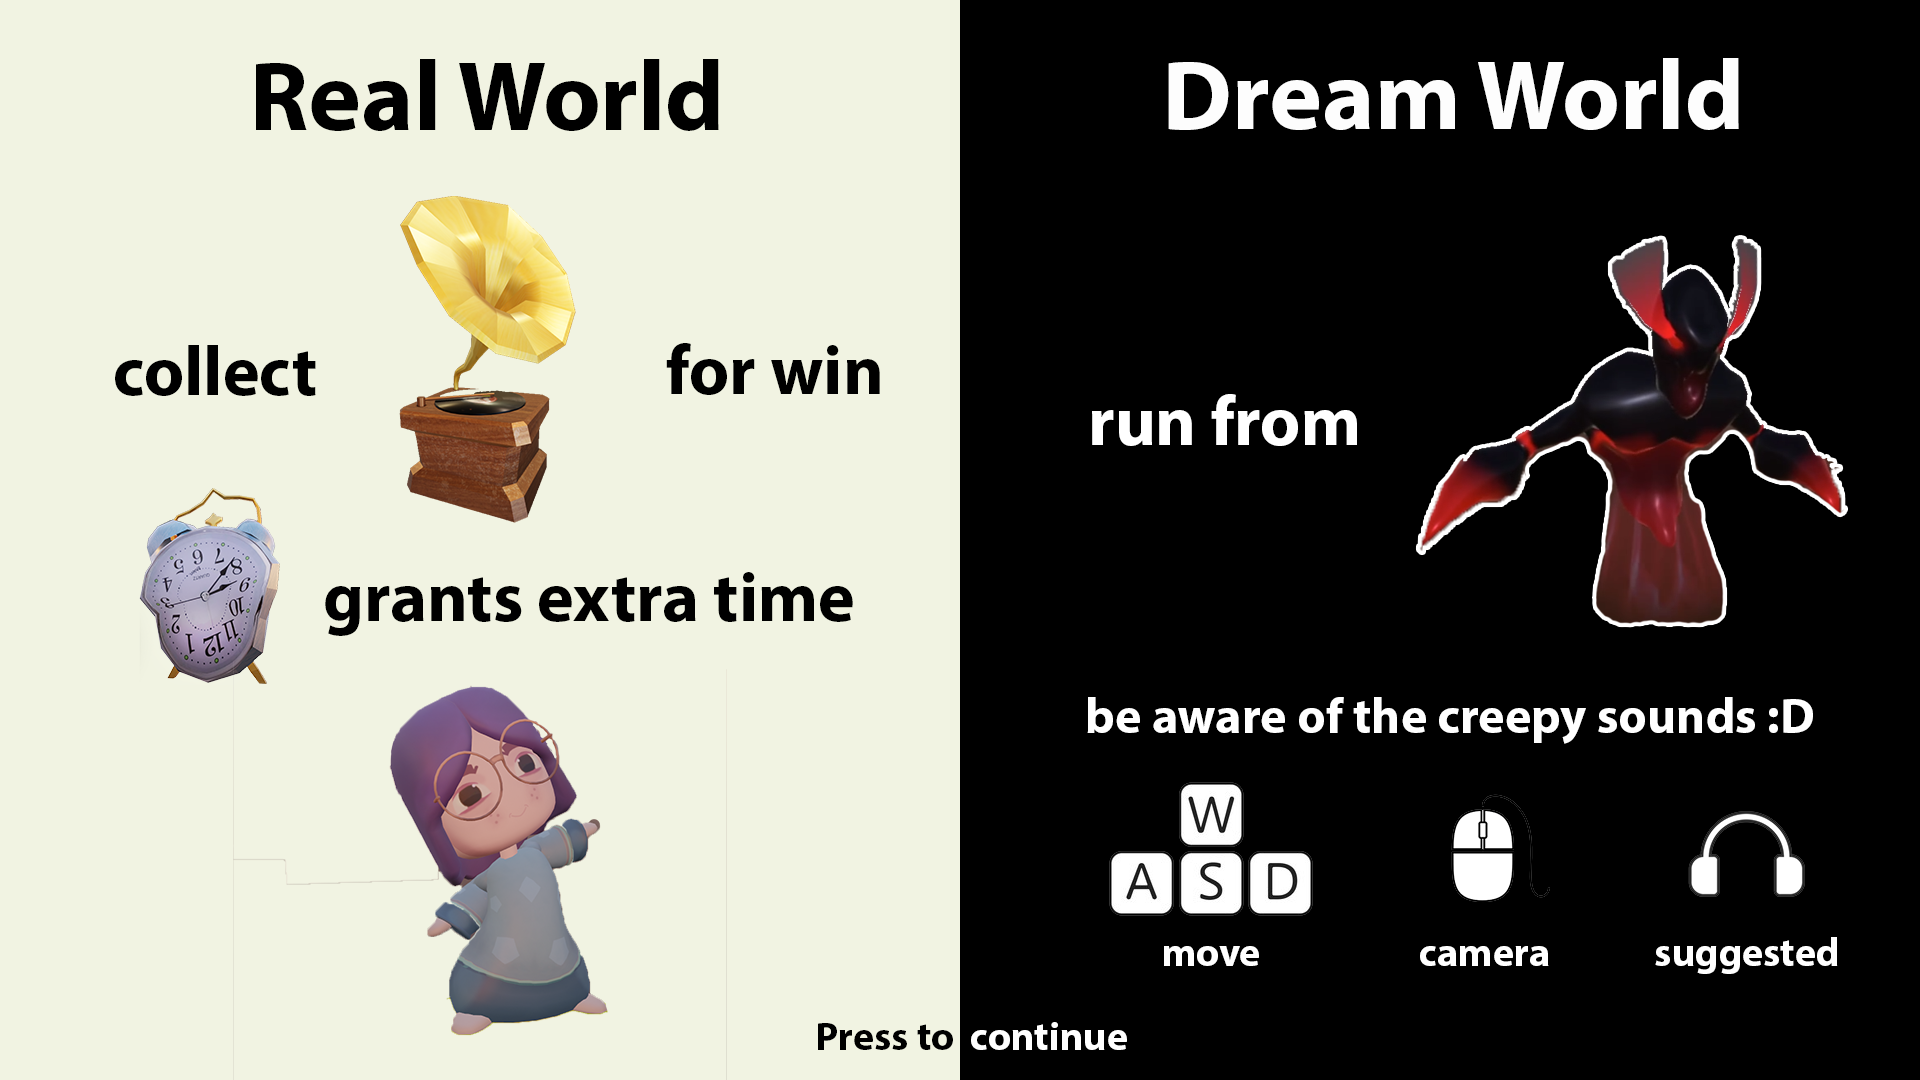 Real World
collect for win
grants extra time
Dream World
run from
be aware of the creepy sounds :D
W
A S D
move camera suggested
Press to continue